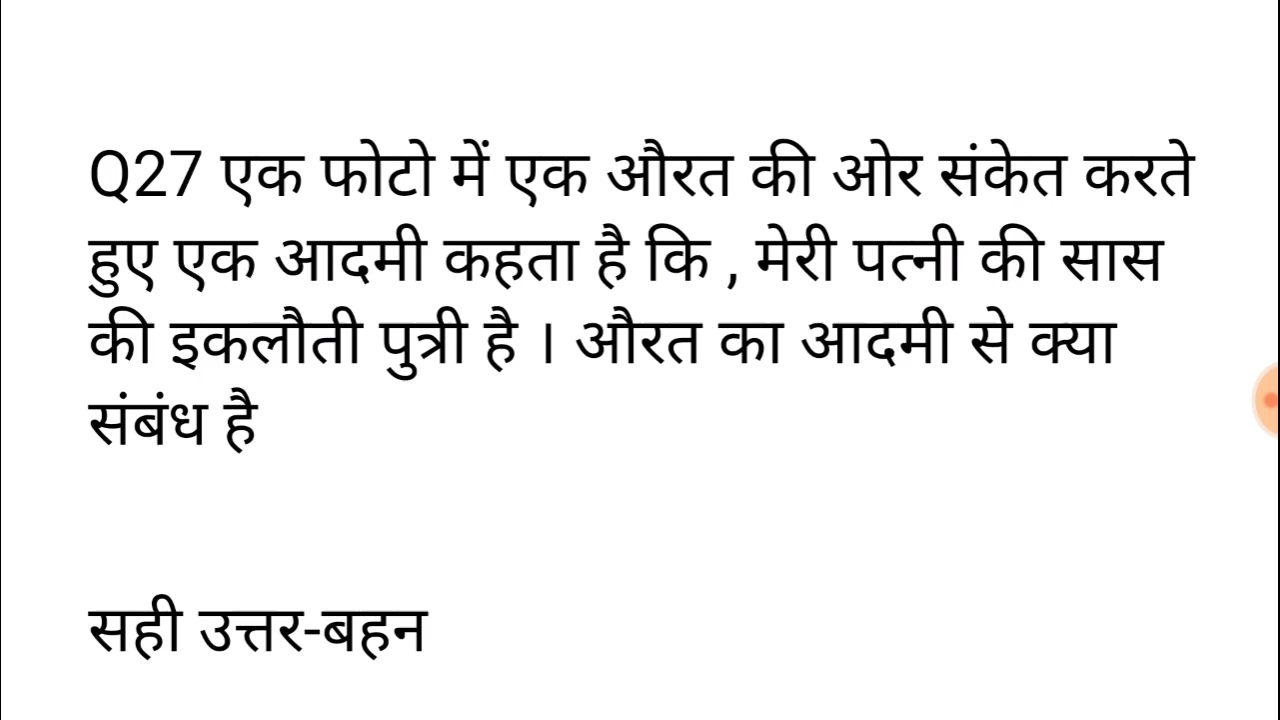 Q27 एक फोटो में एक औरत की ओर संकेत करते
हुए एक आदमी कहता है कि , मेरी पत्नी की सास
की इकलौती पुत्री है । औरत का आदमी से क्या
संबंध है
सही उत्तर-बहन